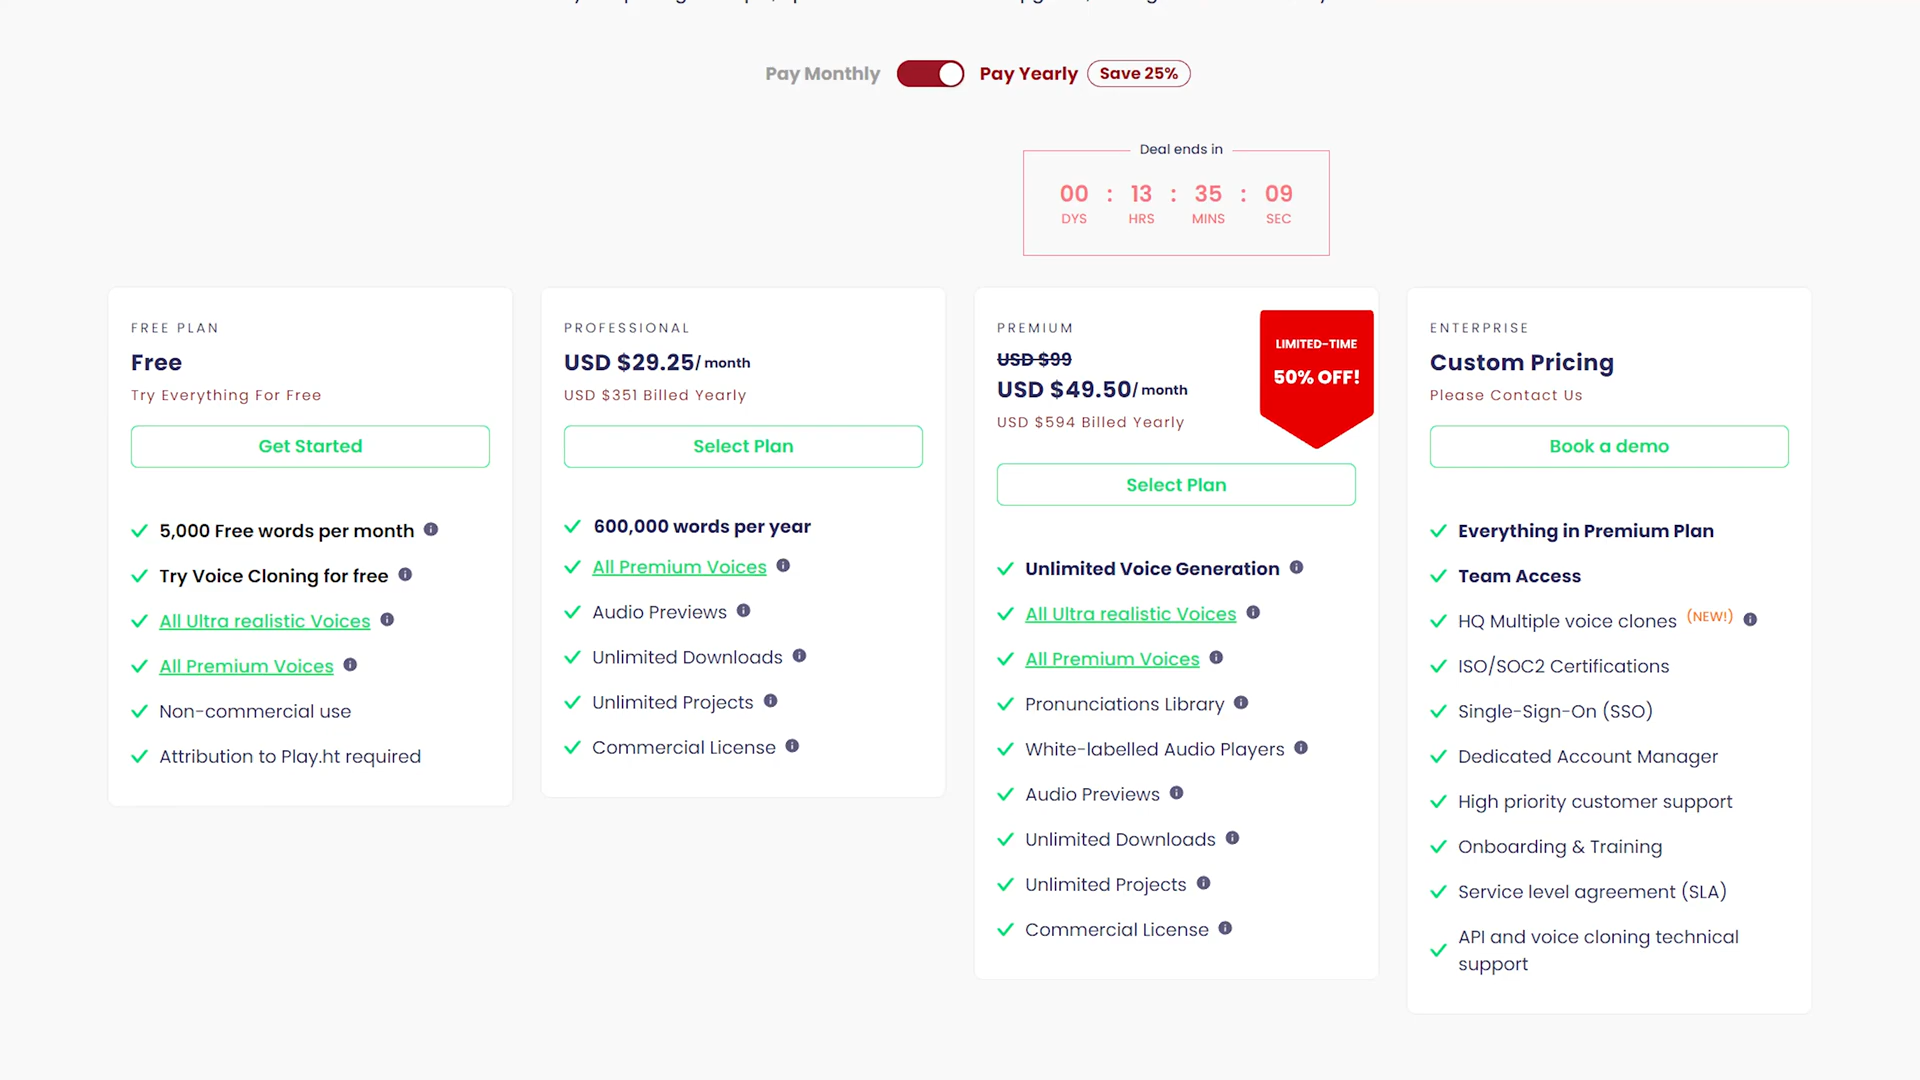 Pay Monthly
Pay Yearly
Save 25%
Deal ends in
00 : 13 : 35 : 09
DYS HRS MINS SEC
FREE PLAN
Free
Try Everything For Free
Get Started
5,000 Free words per month
Try Voice Cloning for free
All Ultra realistic Voices
All Premium Voices
Non-commercial use
Attribution to Play.ht required
PROFESSIONAL
USD $29.25/ month
USD $351 Billed Yearly
Select Plan
600,000 words per year
All Premium Voices
Audio Previews
Unlimited Downloads
Unlimited Projects
Commercial License
PREMIUM
USD $99
USD $49.50/ month
USD $594 Billed Yearly
LIMITED-TIME
50% OFF!
Select Plan
Unlimited Voice Generation
All Ultra realistic Voices
All Premium Voices
Pronunciations Library
White-labelled Audio Players
Audio Previews
Unlimited Downloads
Unlimited Projects
Commercial License
ENTERPRISE
Custom Pricing
Please Contact Us
Book a demo
Everything in Premium Plan
Team Access
HQ Multiple voice clones (NEW!)
ISO/SOC2 Certifications
Single-Sign-On (SSO)
Dedicated Account Manager
High priority customer support
Onboarding & Training
Service level agreement (SLA)
API and voice cloning technical
support